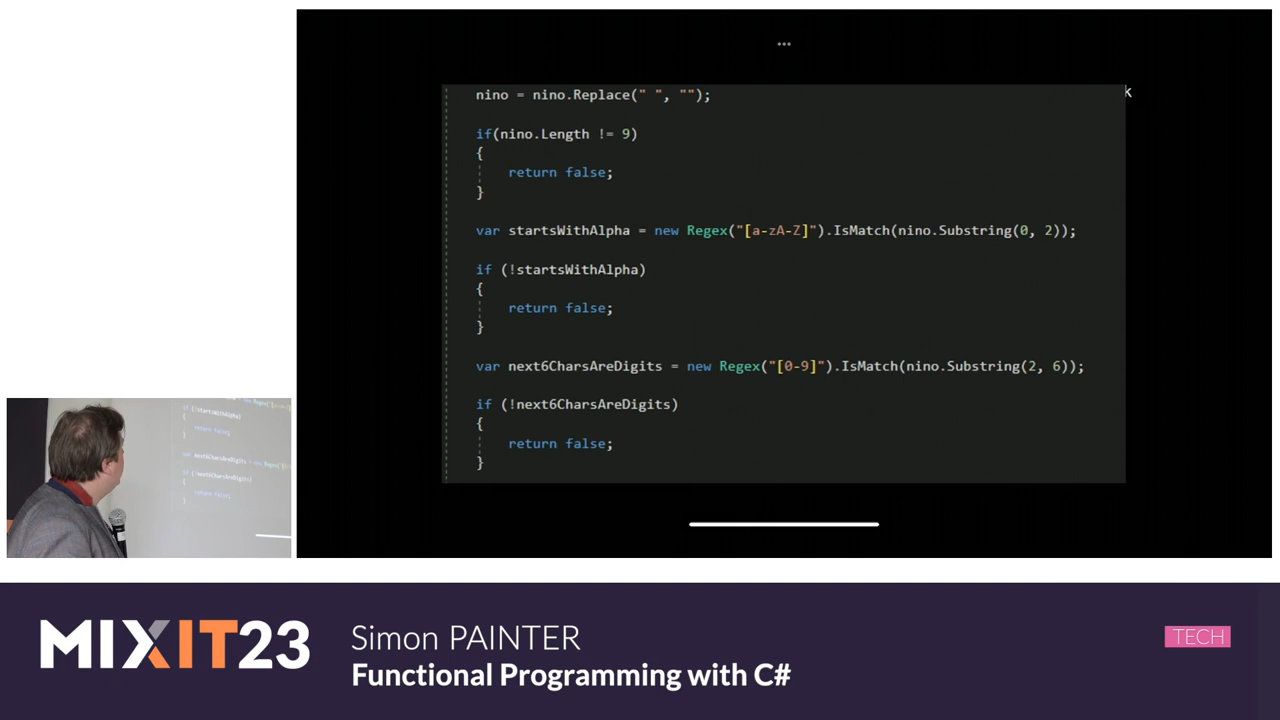 ...
k
nino = nino.Replace(" ", "");
if(nino.Length != 9)
{
return false;
}
var startsWithAlpha = new Regex("[a-zA-Z]").IsMatch(nino.Substring(0, 2));
if (!startsWithAlpha)
{
return false;
}
var next6CharsAreDigits = new Regex("[0-9]").IsMatch(nino.Substring(2, 6));
if (!next6CharsAreDigits)
{
return false;
}
MIXIT23
Simon PAINTER
Functional Programming with C#
TECH